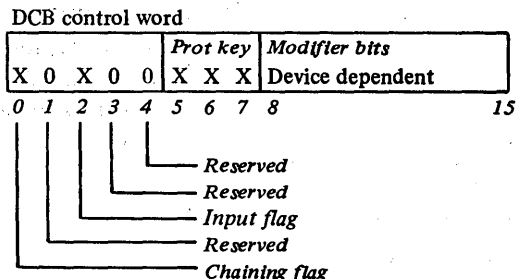 DCB control word
Prot key Modifier bits
X 0 X 0 0 X X X Device dependent
0 1 2 3 4 5 6 7 8 15
Reserved
Reserved
Input flag
Reserved
Chaining flag